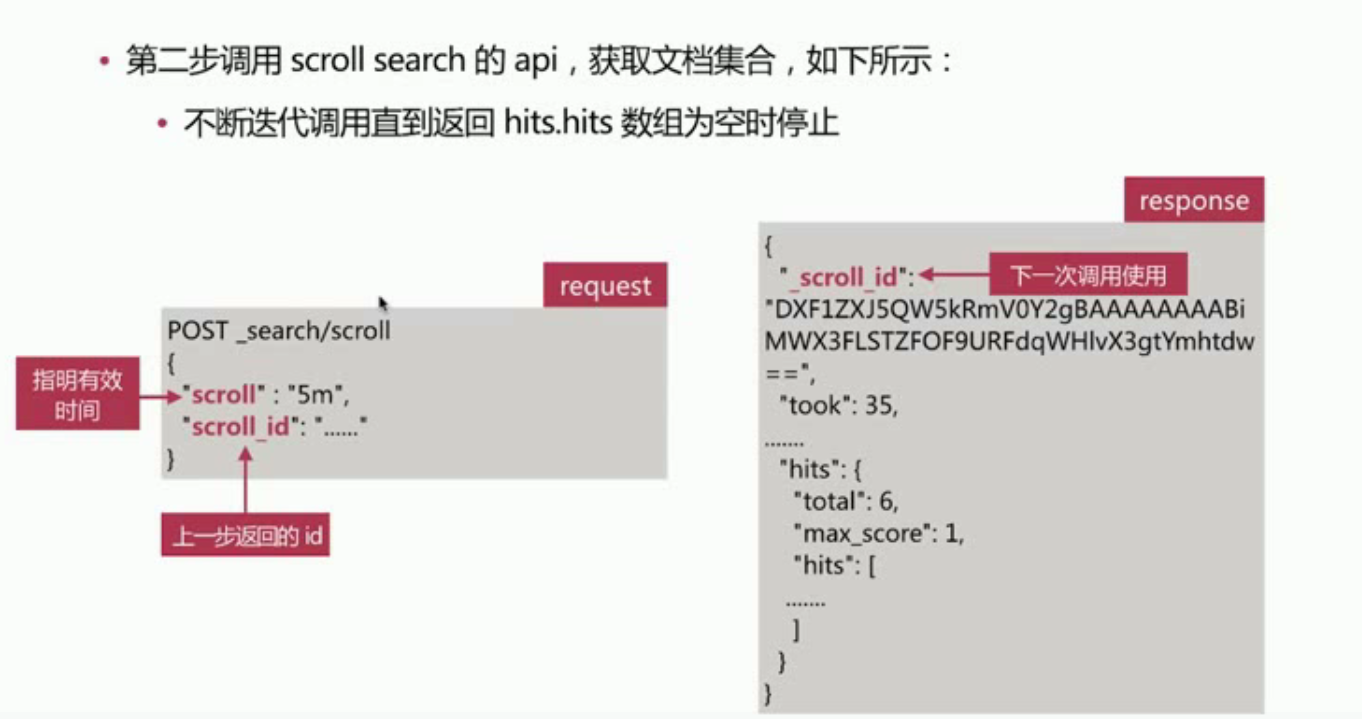 • 第二步调用 scroll search 的 api，获取文档集合，如下所示：
• 不断迭代调用直到返回 hits.hits 数组为空时停止
request
POST _search/scroll
{
"scroll" : "5m",
"scroll_id": "......"
}
指明有效
时间
上一步返回的 id
response
{
"_scroll_id":
下一次调用使用
"DXF1ZXJ5QW5kRmV0Y2gBAAAAAAAABi
MWX3FLSTZFOF9URFdqWHlvX3gtYmhtdw
==",
"took": 35,
.......
"hits": {
"total": 6,
"max_score": 1,
"hits": [
.......
]
}
}